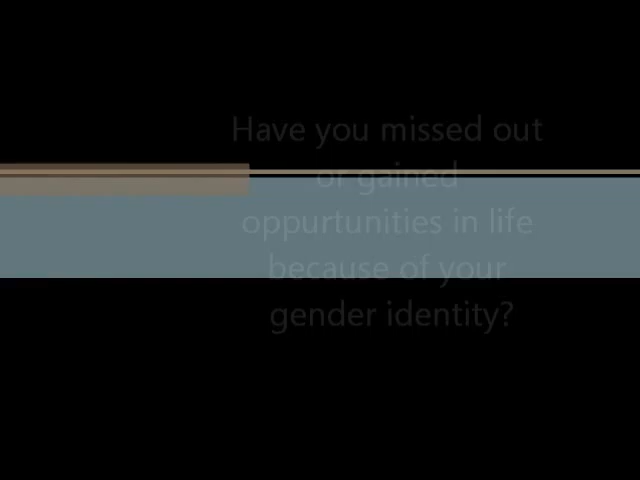 Have you missed out
or gained
oppurtunities in life
because of your
gender identity?